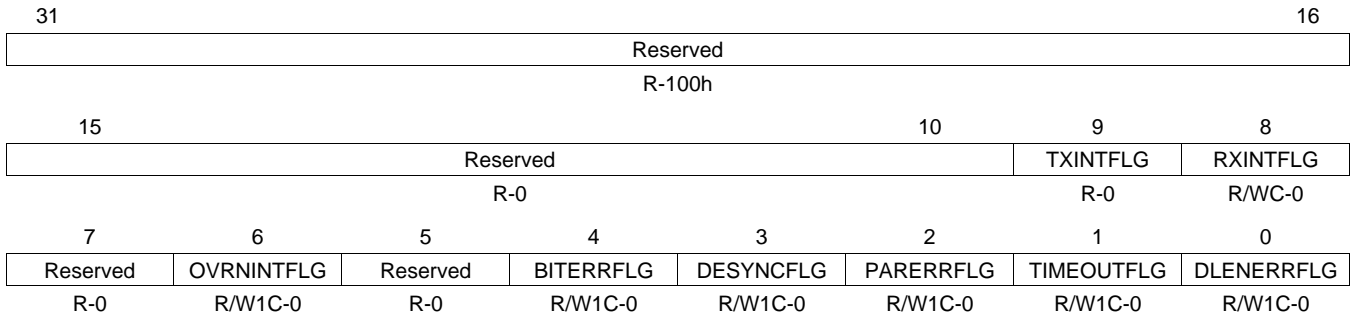 31 16
Reserved
R-100h
15 10 9 8
Reserved TXINTFLG RXINTFLG
R-0 R-0 R/WC-0
7 6 5 4 3 2 1 0
Reserved OVRNINTFLG Reserved BITERRFLG DESYNCFLG PARERRFLG TIMEOUTFLG DLENERRFLG
R-0 R/W1C-0 R-0 R/W1C-0 R/W1C-0 R/W1C-0 R/W1C-0 R/W1C-0